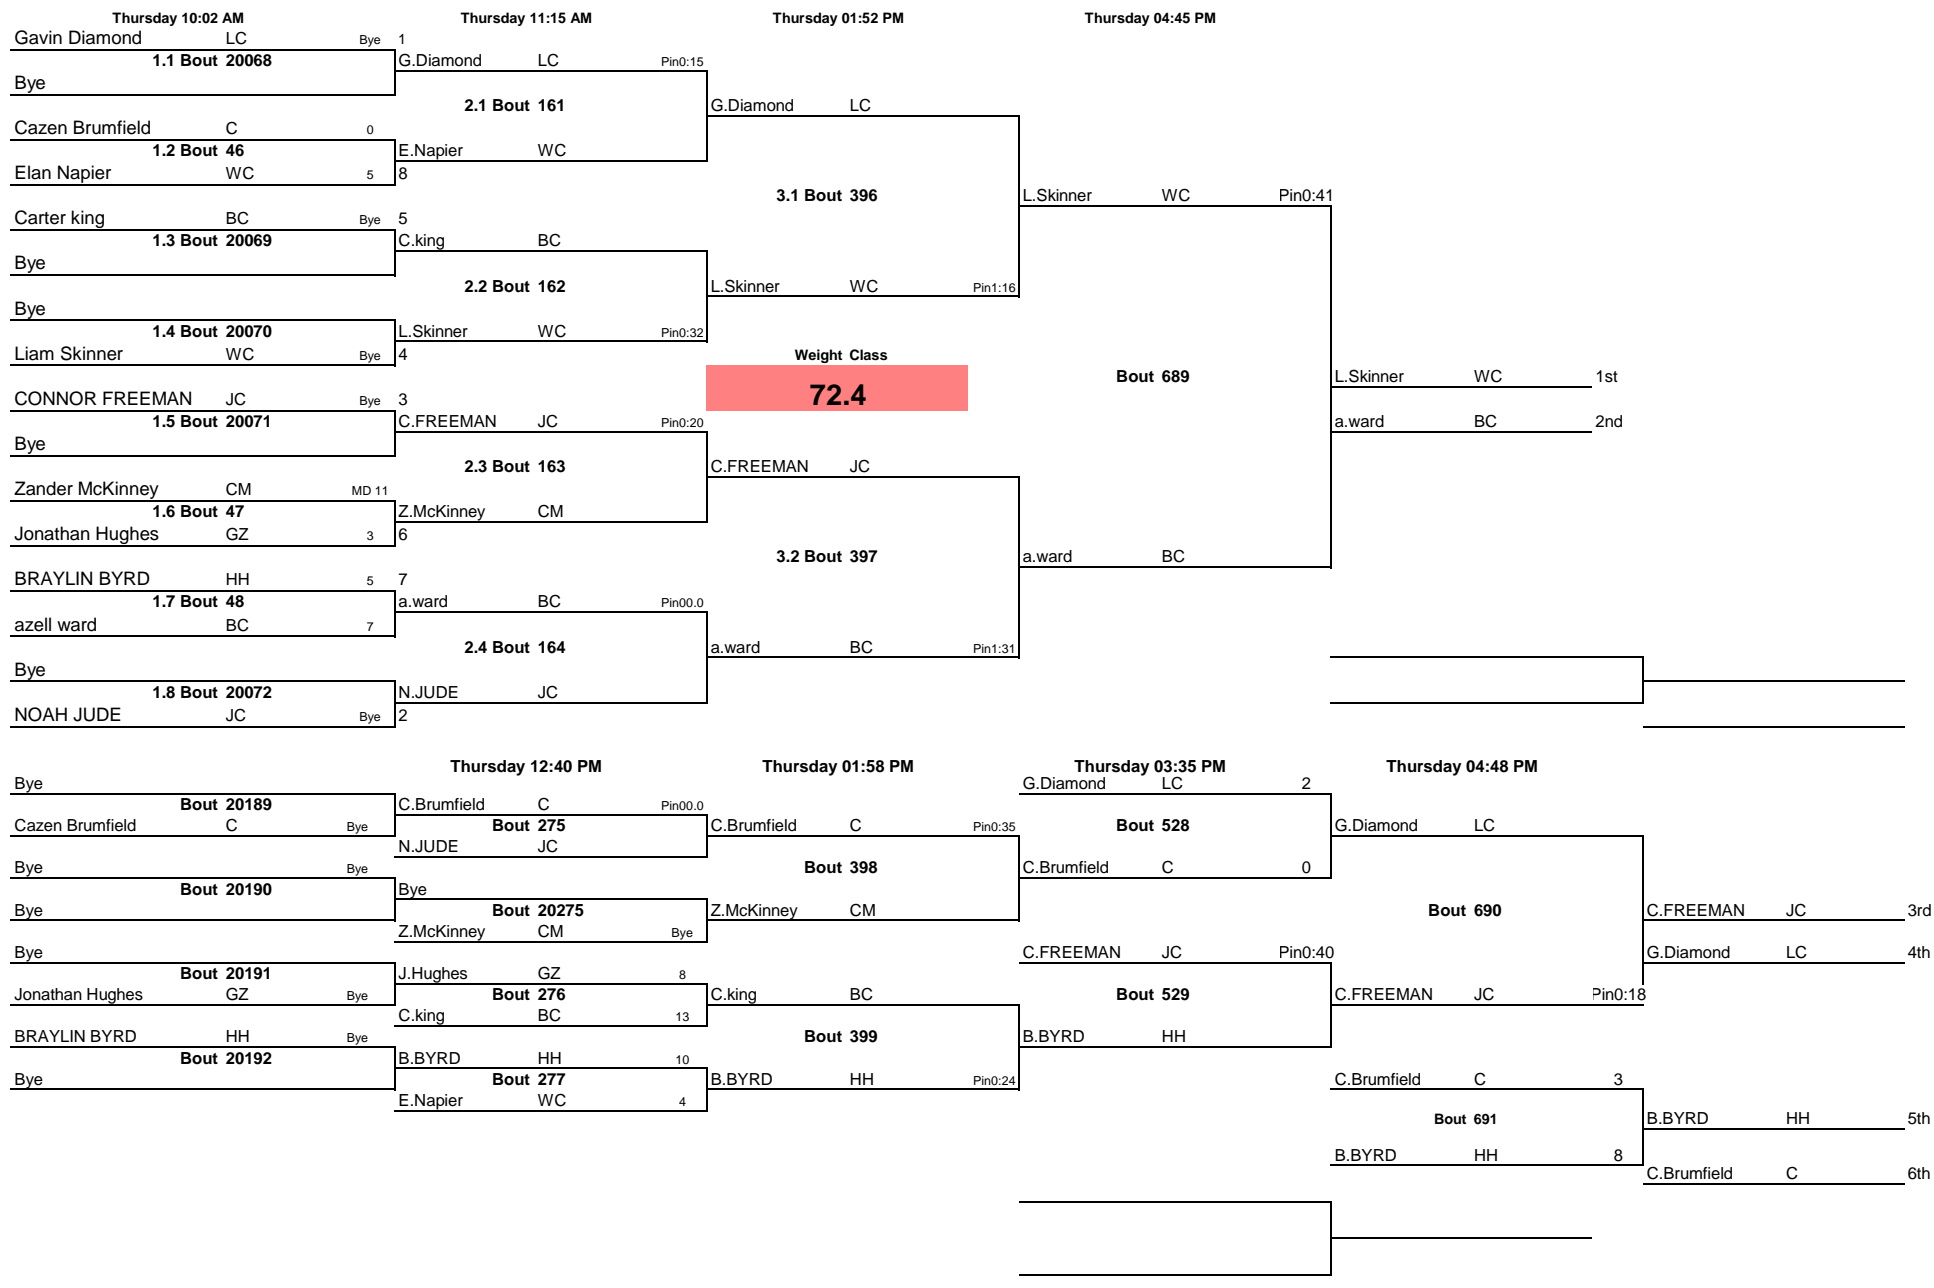 Thursday 10:02 AM Thursday 11:15 AM Thursday 01:52 PM Thursday 04:45 PM
Gavin Diamond LC Bye 1
1.1 Bout 20068 G.Diamond LC Pin0:15
Bye
2.1 Bout 161 G.Diamond LC
Cazen Brumfield C 0
1.2 Bout 46 E.Napier WC
Elan Napier WC 5 8
3.1 Bout 396 L.Skinner WC Pin0:41
Carter king BC Bye 5
1.3 Bout 20069 C.king BC
Bye
2.2 Bout 162 L.Skinner WC Pin1:16
Bye
1.4 Bout 20070 L.Skinner WC Pin0:32
Liam Skinner WC Bye 4 Weight Class
Bout 689 L.Skinner WC 1st
CONNOR FREEMAN JC Bye 3 72.4
1.5 Bout 20071 C.FREEMAN JC Pin0:20 a.ward BC 2nd
Bye
2.3 Bout 163 C.FREEMAN JC
Zander McKinney CM MD 11
1.6 Bout 47 Z.McKinney CM
Jonathan Hughes GZ 3 6
3.2 Bout 397 a.ward BC
BRAYLIN BYRD HH 5 7
1.7 Bout 48 a.ward BC Pin00.0
azell ward BC 7
2.4 Bout 164 a.ward BC Pin1:31
Bye
1.8 Bout 20072 N.JUDE JC
NOAH JUDE JC Bye 2
Thursday 12:40 PM Thursday 01:58 PM Thursday 03:35 PM Thursday 04:48 PM
Bye G.Diamond LC 2
Bout 20189 C.Brumfield C Pin00.0
Cazen Brumfield C Bye Bout 275 C.Brumfield C Pin0:35 Bout 528 G.Diamond LC
N.JUDE JC
Bye Bye Bout 398 C.Brumfield C 0
Bout 20190 Bye
Bye Bout 20275 Z.McKinney CM Bout 690 C.FREEMAN JC 3rd
Z.McKinney CM Bye
Bye C.FREEMAN JC Pin0:40 G.Diamond LC 4th
Bout 20191 J.Hughes GZ 8
Jonathan Hughes GZ Bye Bout 276 C.king BC Bout 529 C.FREEMAN JC Pin0:18
C.king BC 13
BRAYLIN BYRD HH Bye Bout 399 B.BYRD HH
Bout 20192 B.BYRD HH 10
Bye Bout 277 B.BYRD HH Pin0:24 C.Brumfield C 3
E.Napier WC 4
Bout 691 B.BYRD HH 5th
B.BYRD HH 8
C.Brumfield C 6th